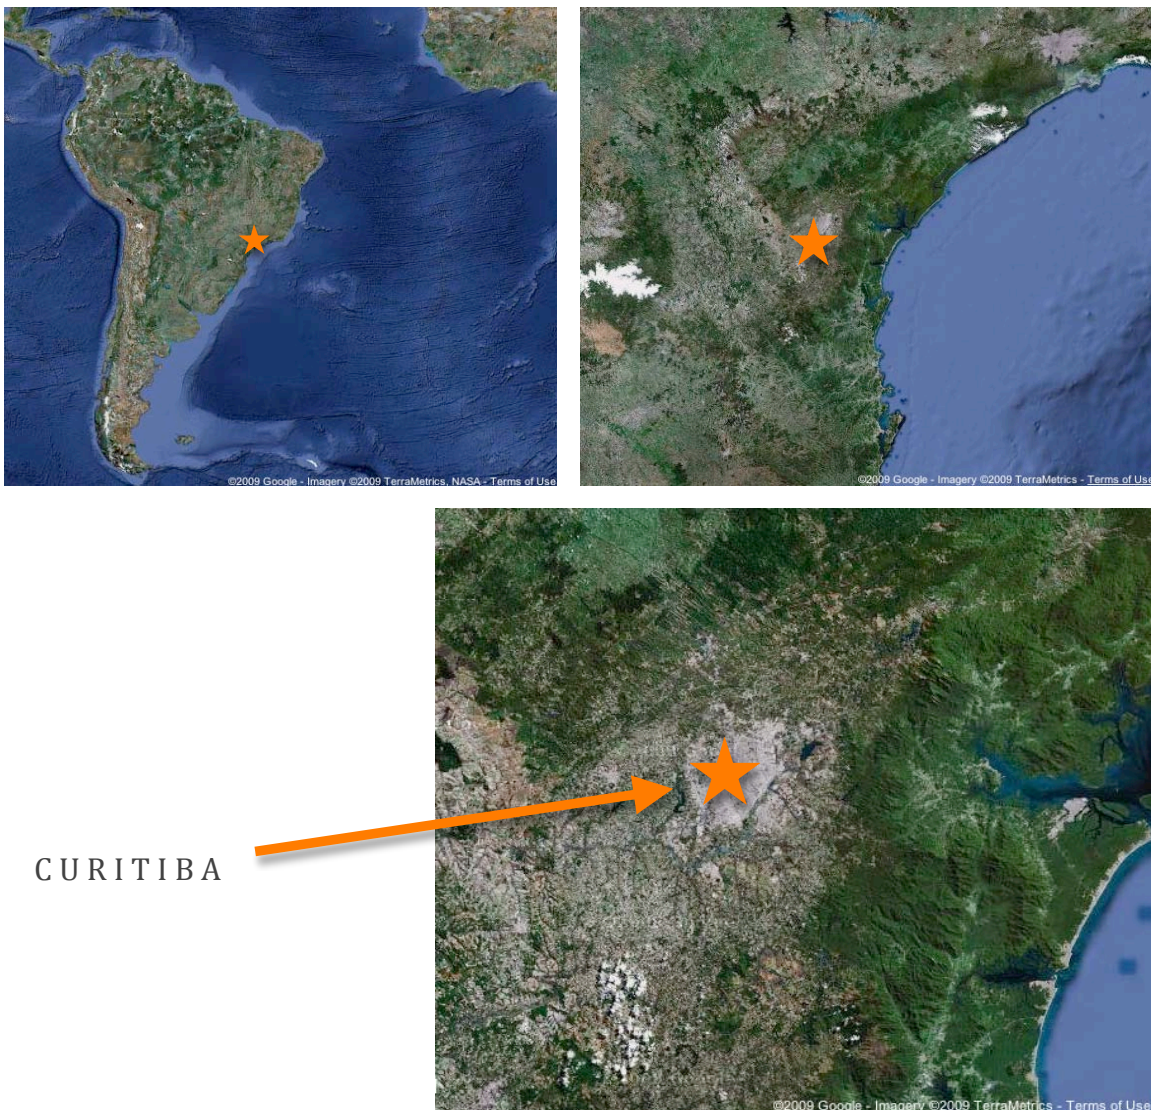 ©2009 Google - Imagery ©2009 TerraMetrics, NASA - Terms of Use
©2009 Google - Imagery ©2009 TerraMetrics - Terms of Use
CURITIBA
©2009 Google - Imagery ©2009 TerraMetrics - Terms of Use